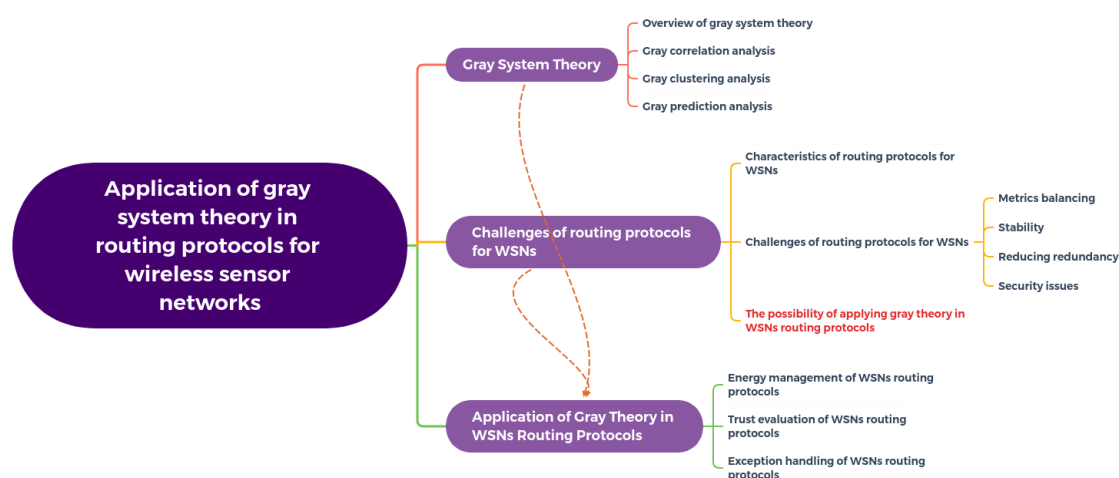 Application of gray
system theory in
routing protocols for
wireless sensor
networks
Gray System Theory
Overview of gray system theory
Gray correlation analysis
Gray clustering analysis
Gray prediction analysis
Challenges of routing protocols
for WSNs
Characteristics of routing protocols for
WSNs
Challenges of routing protocols for WSNs
Metrics balancing
Stability
Reducing redundancy
Security issues
The possibility of applying gray theory in
WSNs routing protocols
Application of Gray Theory in
WSNs Routing Protocols
Energy management of WSNs routing
protocols
Trust evaluation of WSNs routing
protocols
Exception handling of WSNs routing
protocols